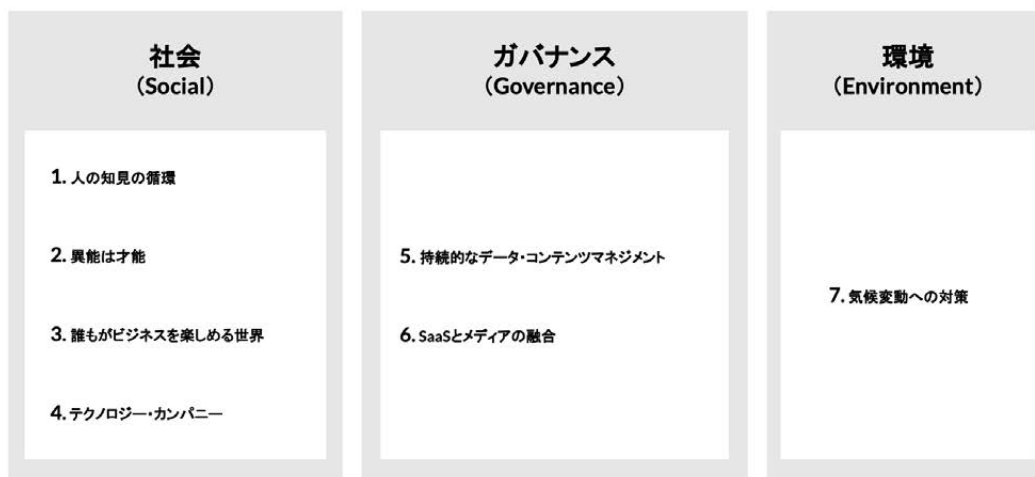 社会
（Social）
1. 人の知見の循環
2. 異能は才能
3. 誰もがビジネスを楽しめる世界
4. テクノロジー・カンパニー
ガバナンス
（Governance）
5. 持続的なデータ・コンテンツマネジメント
6. SaaSとメディアの融合
環境
（Environment）
7. 気候変動への対策